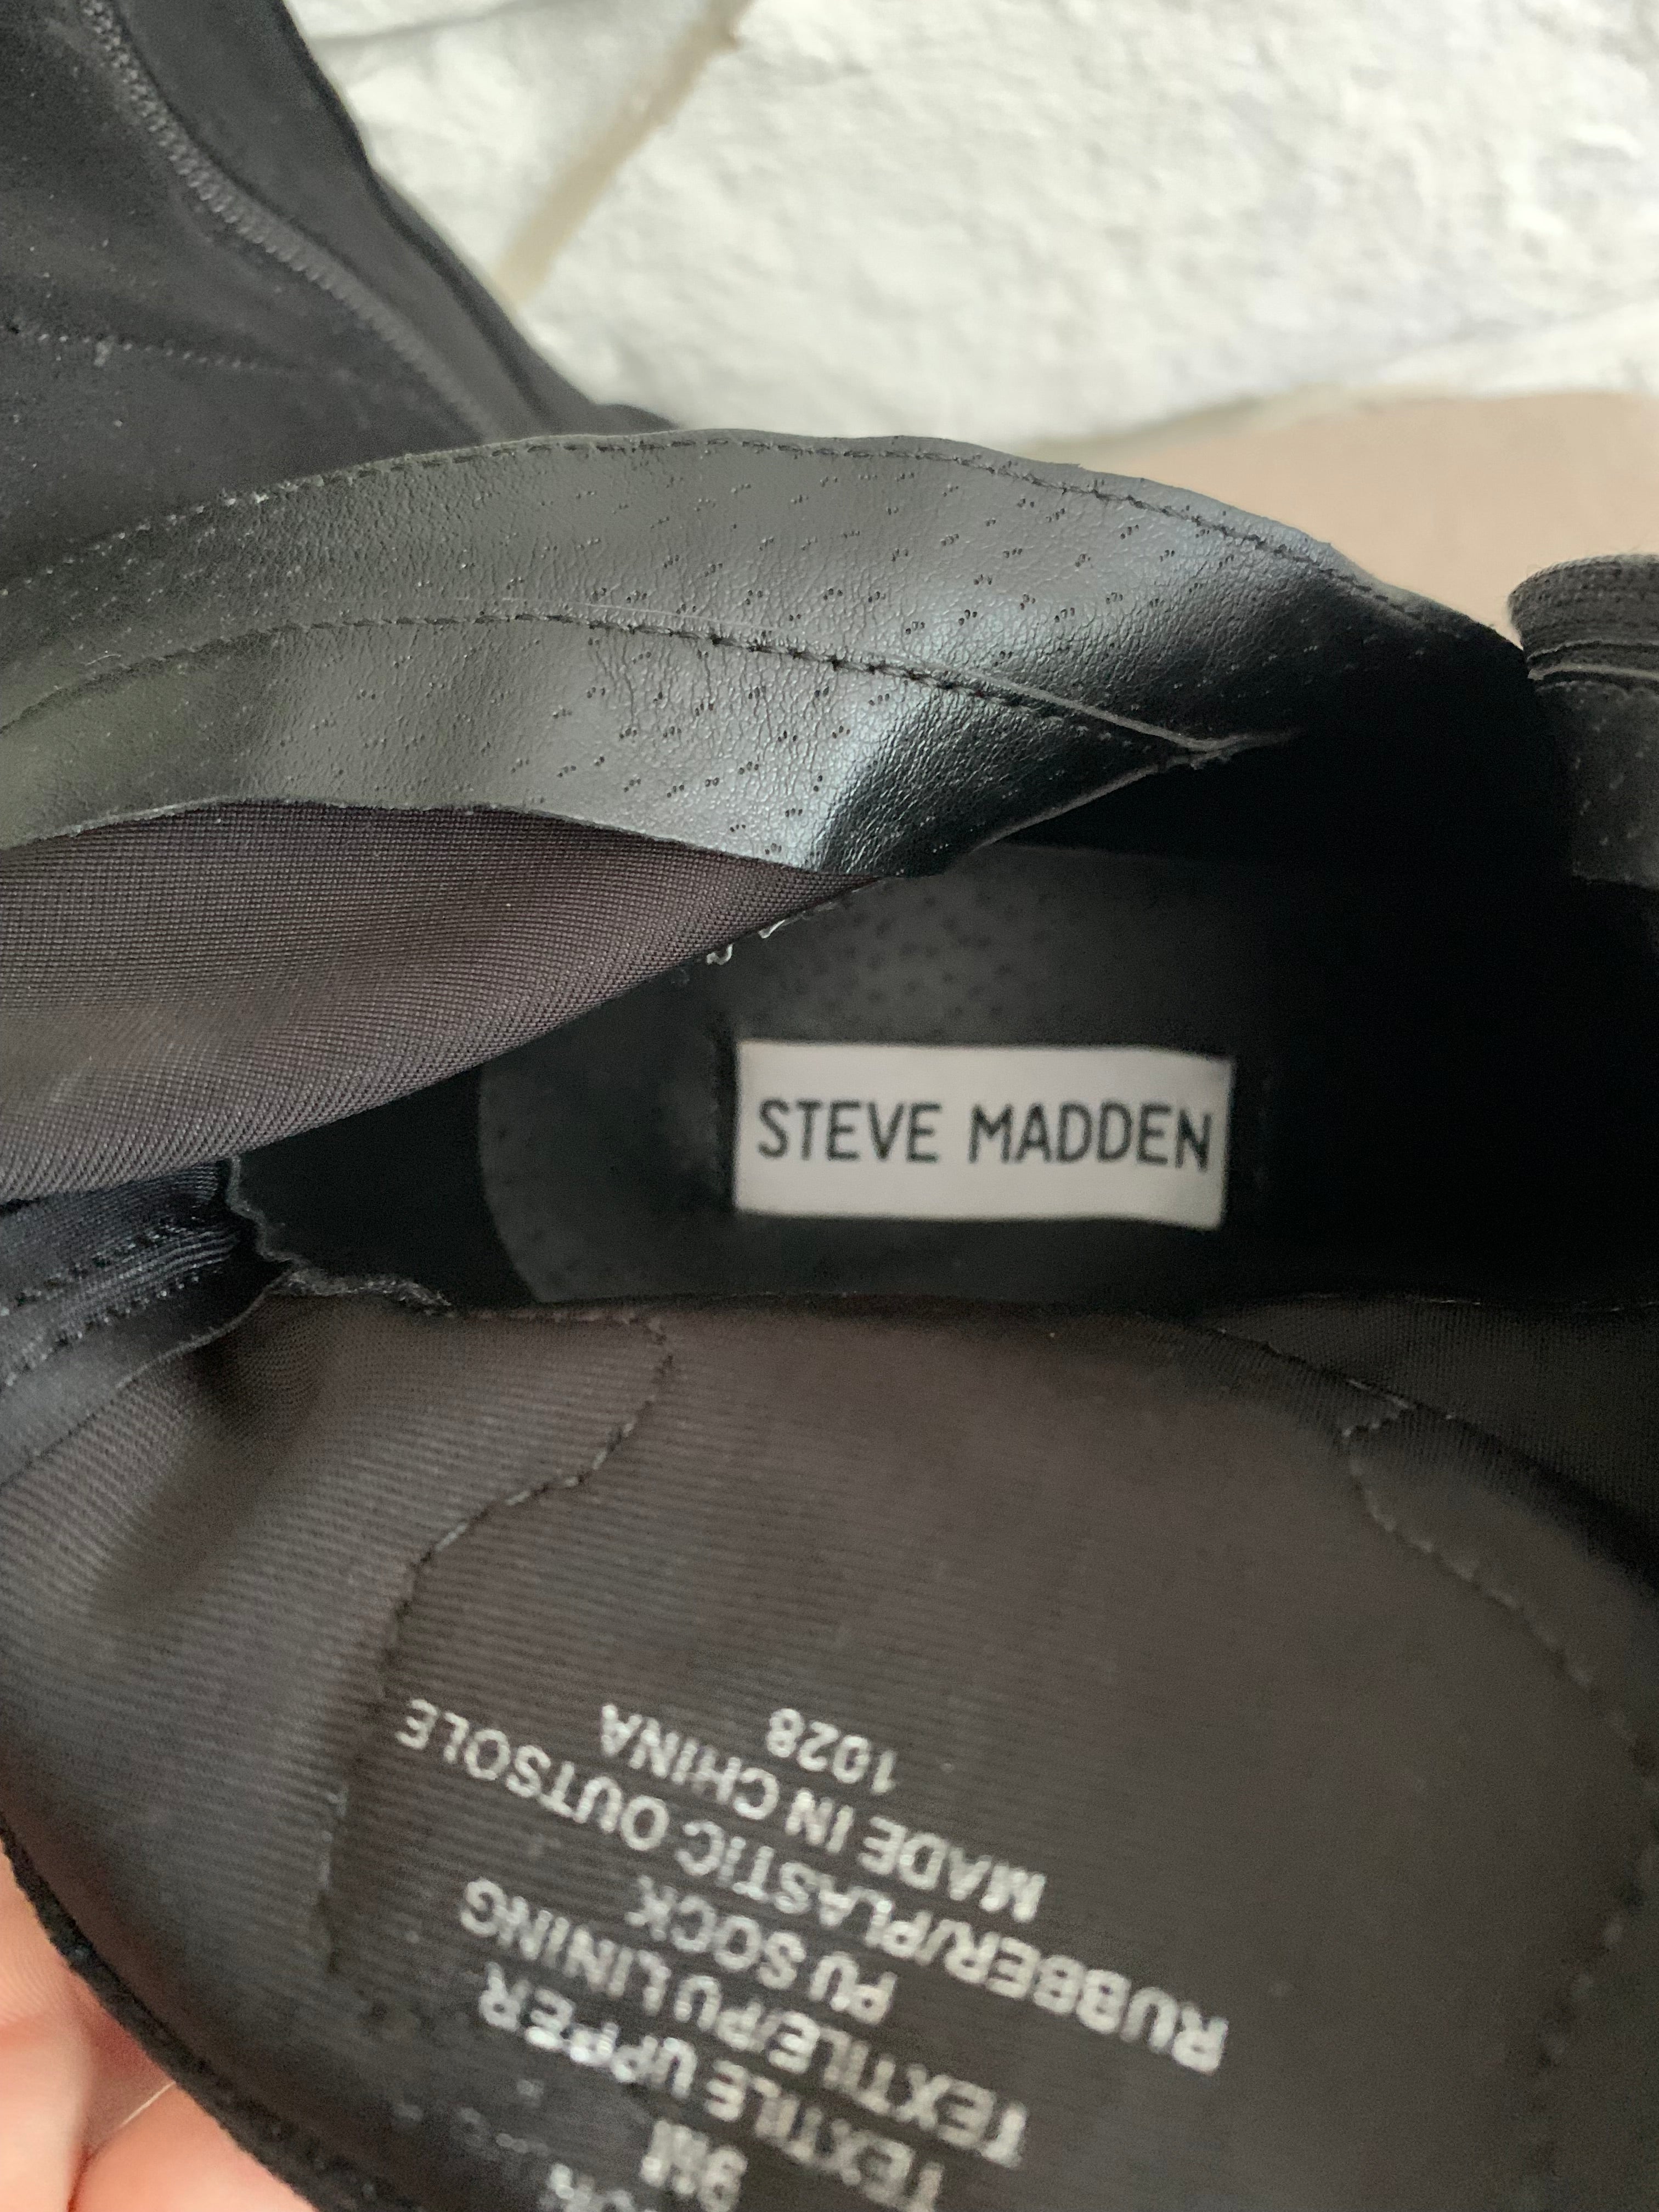 STEVE MADDEN
9M
TEXTILE UPPER
TEXTILE/PU LINING
PU SOCK
RUBBER/PLASTIC OUTSOLE
MADE IN CHINA
1028